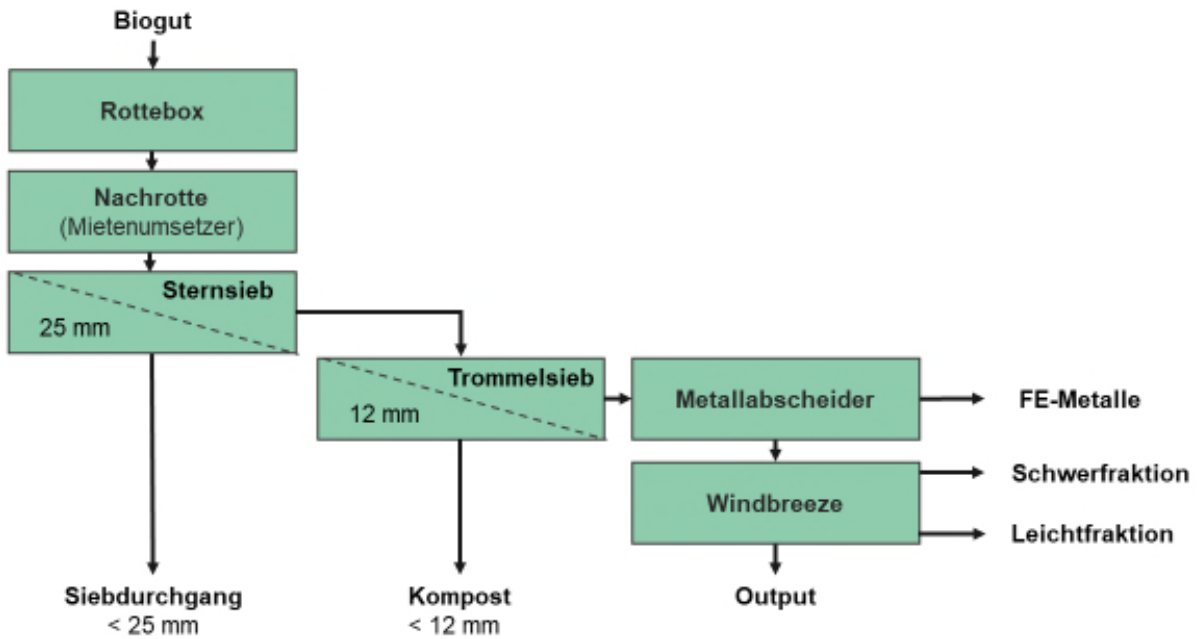 Biogut
Rottebox
Nachrotte
(Mietenumsetzer)
Sternsieb
25 mm
Trommelsieb
12 mm
Metallabscheider
FE-Metalle
Windbreeze
Schwerfraktion
Leichtfraktion
Siebdurchgang
< 25 mm
Kompost
< 12 mm
Output